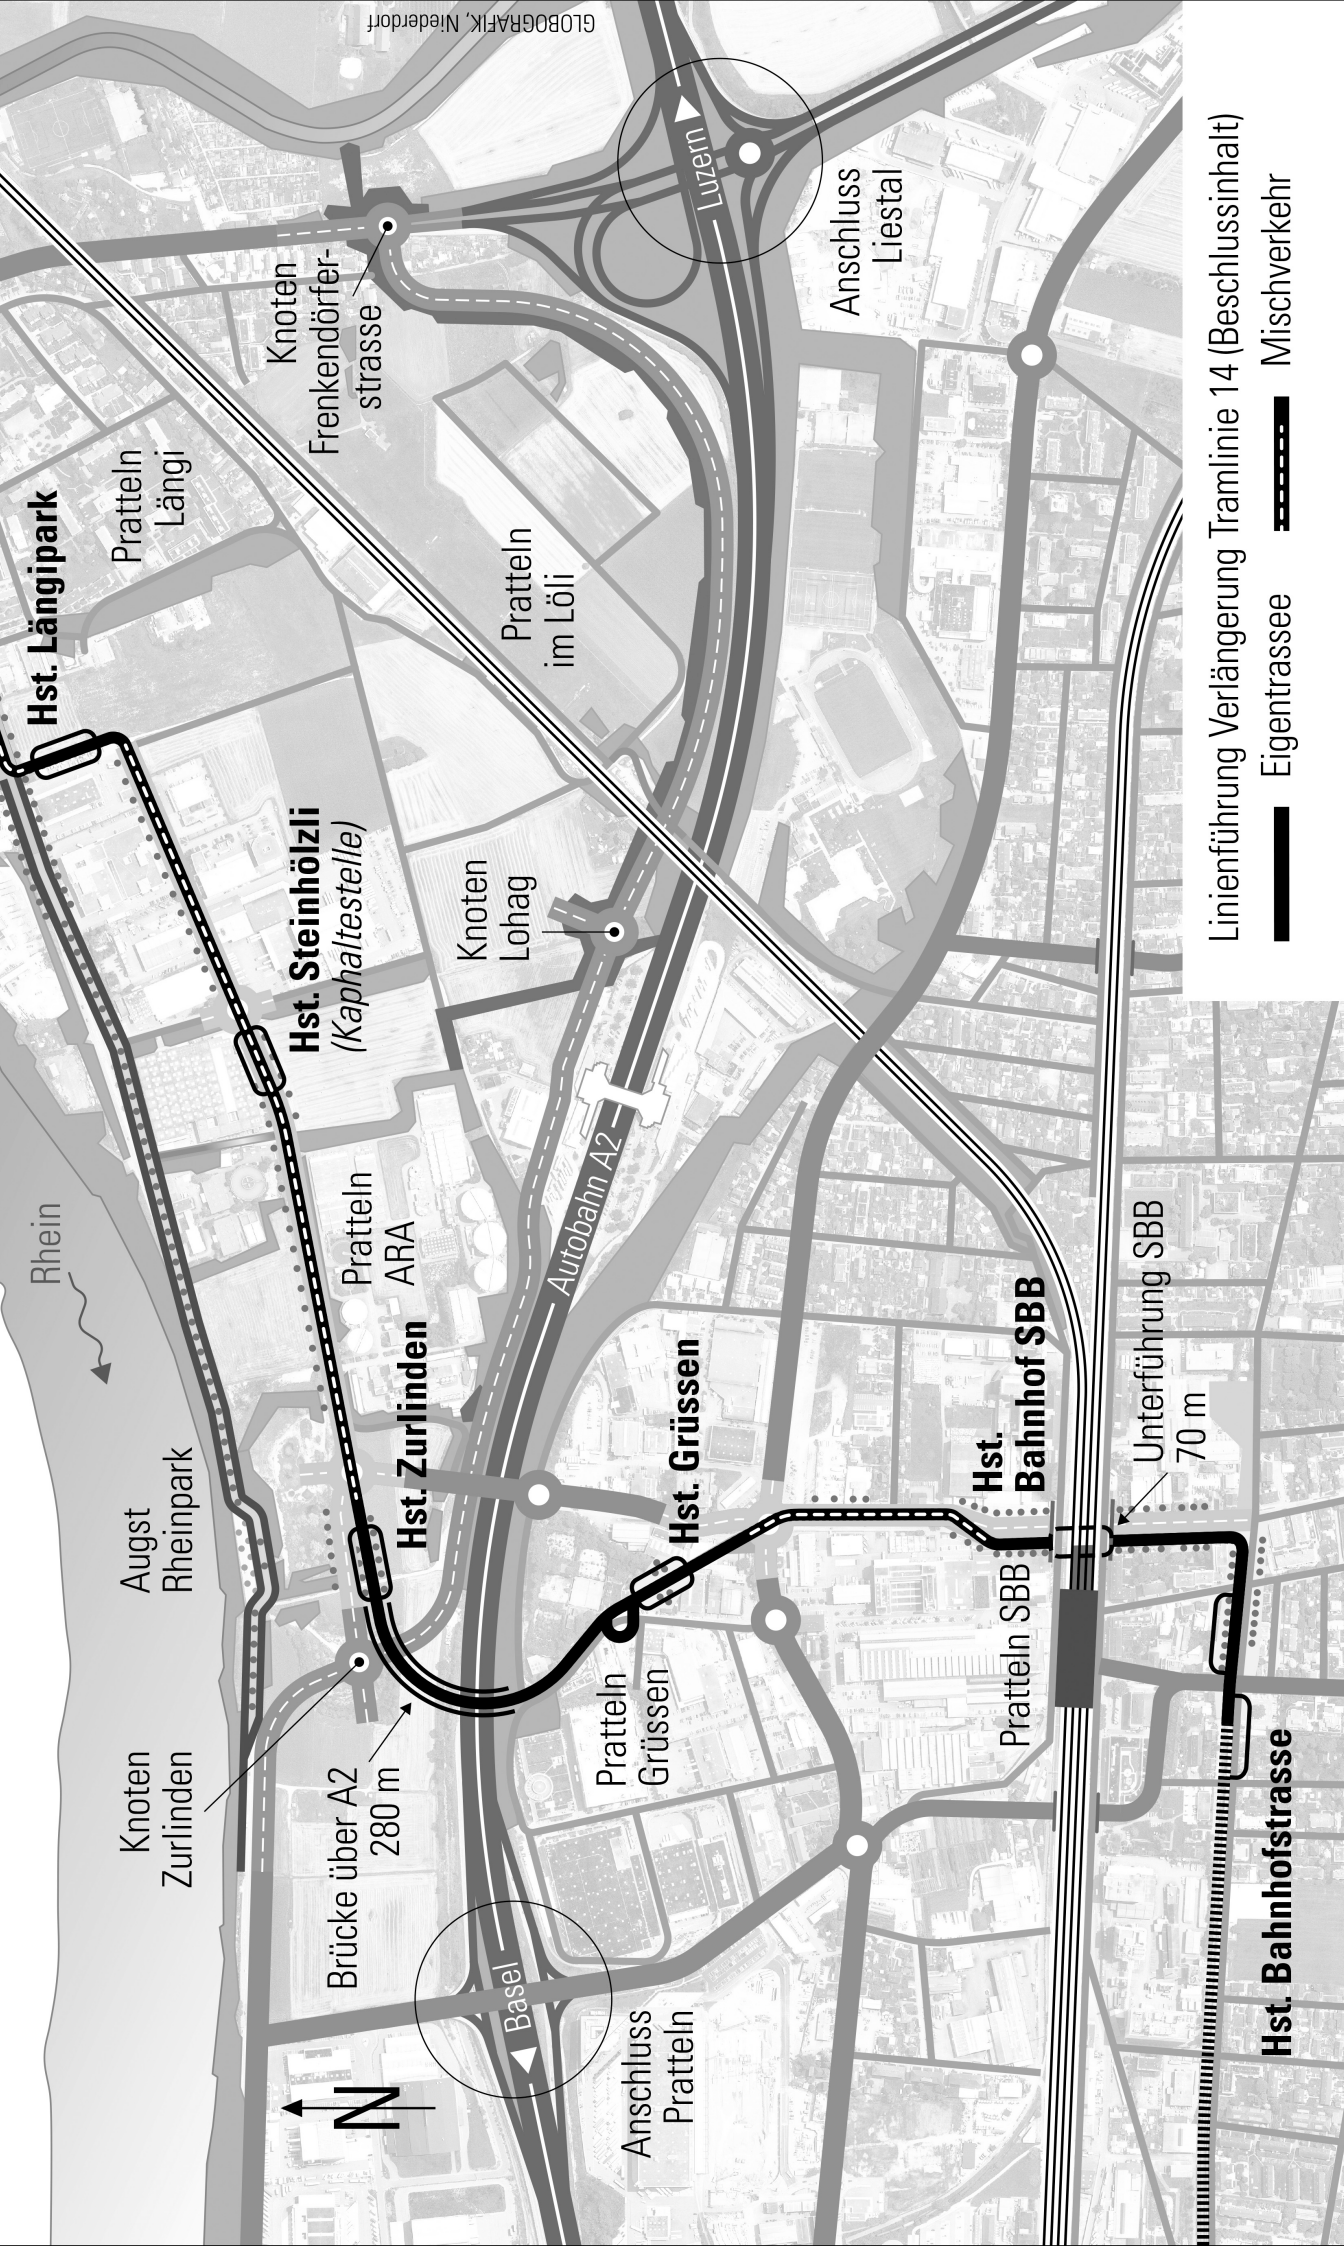 GLOBOGRAFIK, Niederdorf
Rhein
Augst
Rheinpark
Knoten
Zurlinden
Brücke über A2
280 m
N
Basel
Anschluss
Pratteln
Hst. Längipark
Pratteln
Längi
Hst. Steinhölzli
(Kaphaltestelle)
Pratteln
ARA
Hst. Zurlinden
Knoten
Frenkendörfer-
strasse
Pratteln
im Löli
Knoten
Lohag
Autobahn A2
Luzern
Anschluss
Liestal
Hst. Grüssen
Pratteln
Grüssen
Hst.
Bahnhof SBB
Pratteln SBB
Unterführung SBB
70 m
Hst. Bahnhofstrasse
Linienführung Verlängerung Tramlinie 14 (Beschlussinhalt)
Eigentrassee
Mischverkehr